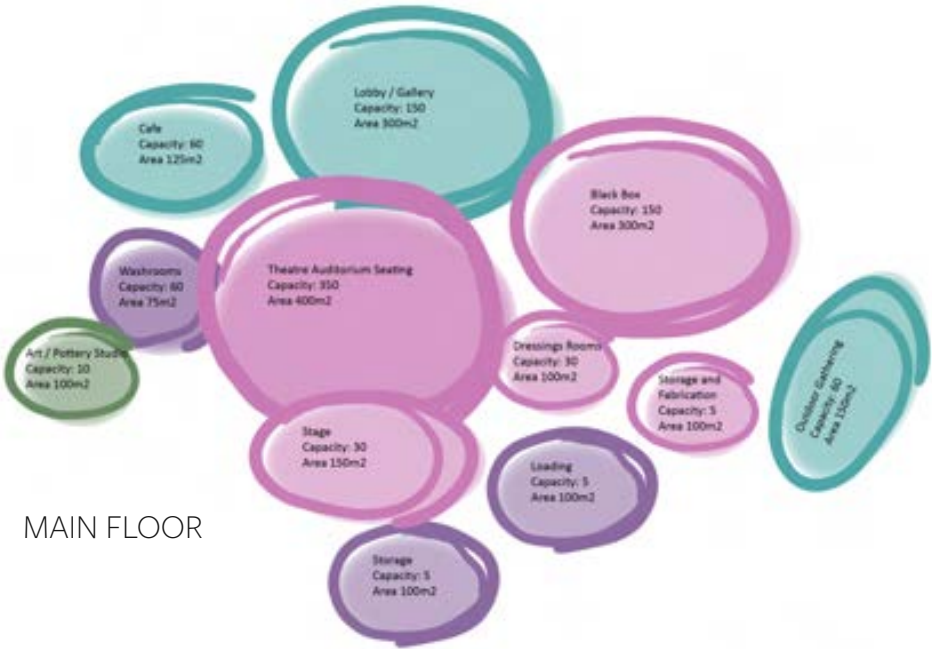 Lobby / Gallery
Capacity: 150
Area 300m2
Cafe
Capacity: 60
Area 125m2
Black Box
Capacity: 150
Area 300m2
Washrooms
Capacity: 60
Area 75m2
Theatre Auditorium Seating
Capacity: 350
Area 400m2
Art / Pottery Studio
Capacity: 10
Area 100m2
Dressings Rooms
Capacity: 30
Area 100m2
Storage and
Fabrication
Capacity: 5
Area 100m2
Outdoor Gathering
Capacity: 60
Area 150m2
Stage
Capacity: 30
Area 150m2
Loading
Capacity: 5
Area 100m2
MAIN FLOOR
Storage
Capacity: 5
Area 100m2